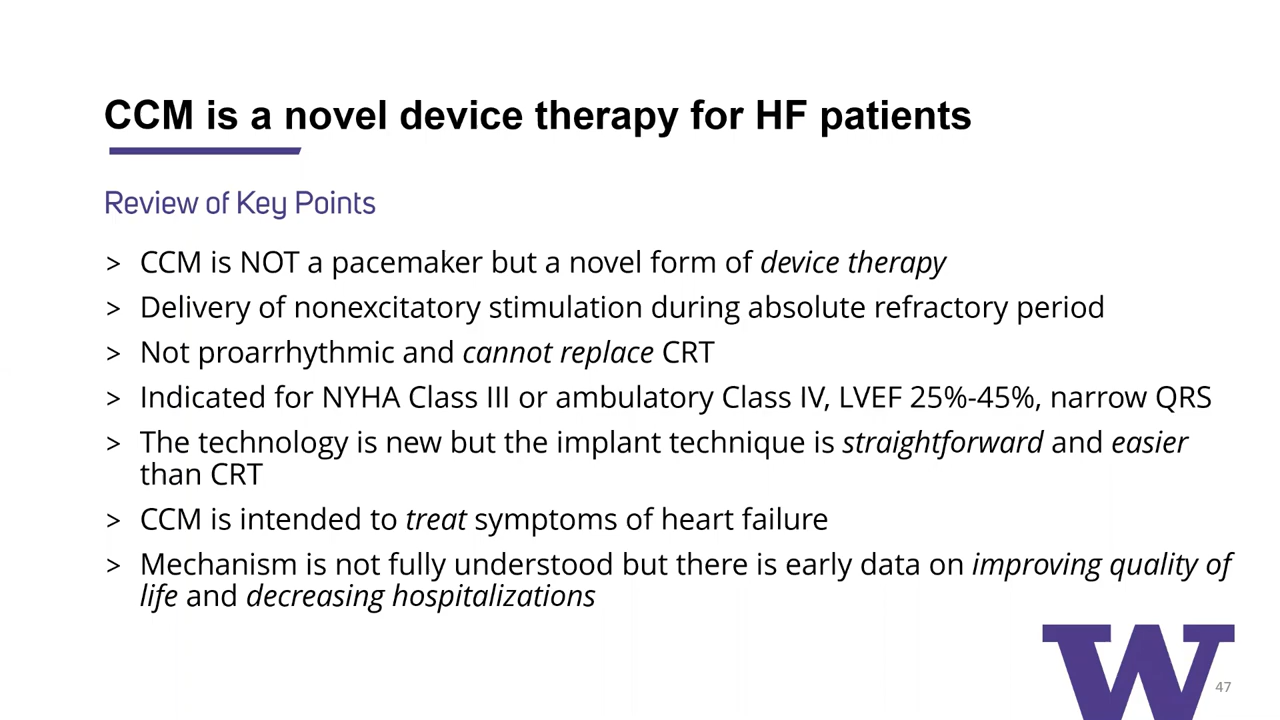 CCM is a novel device therapy for HF patients
Review of Key Points
> CCM is NOT a pacemaker but a novel form of device therapy
> Delivery of nonexcitatory stimulation during absolute refractory period
> Not proarrhythmic and cannot replace CRT
> Indicated for NYHA Class III or ambulatory Class IV, LVEF 25%-45%, narrow QRS
> The technology is new but the implant technique is straightforward and easier
than CRT
> CCM is intended to treat symptoms of heart failure
> Mechanism is not fully understood but there is early data on improving quality of
life and decreasing hospitalizations
W
47